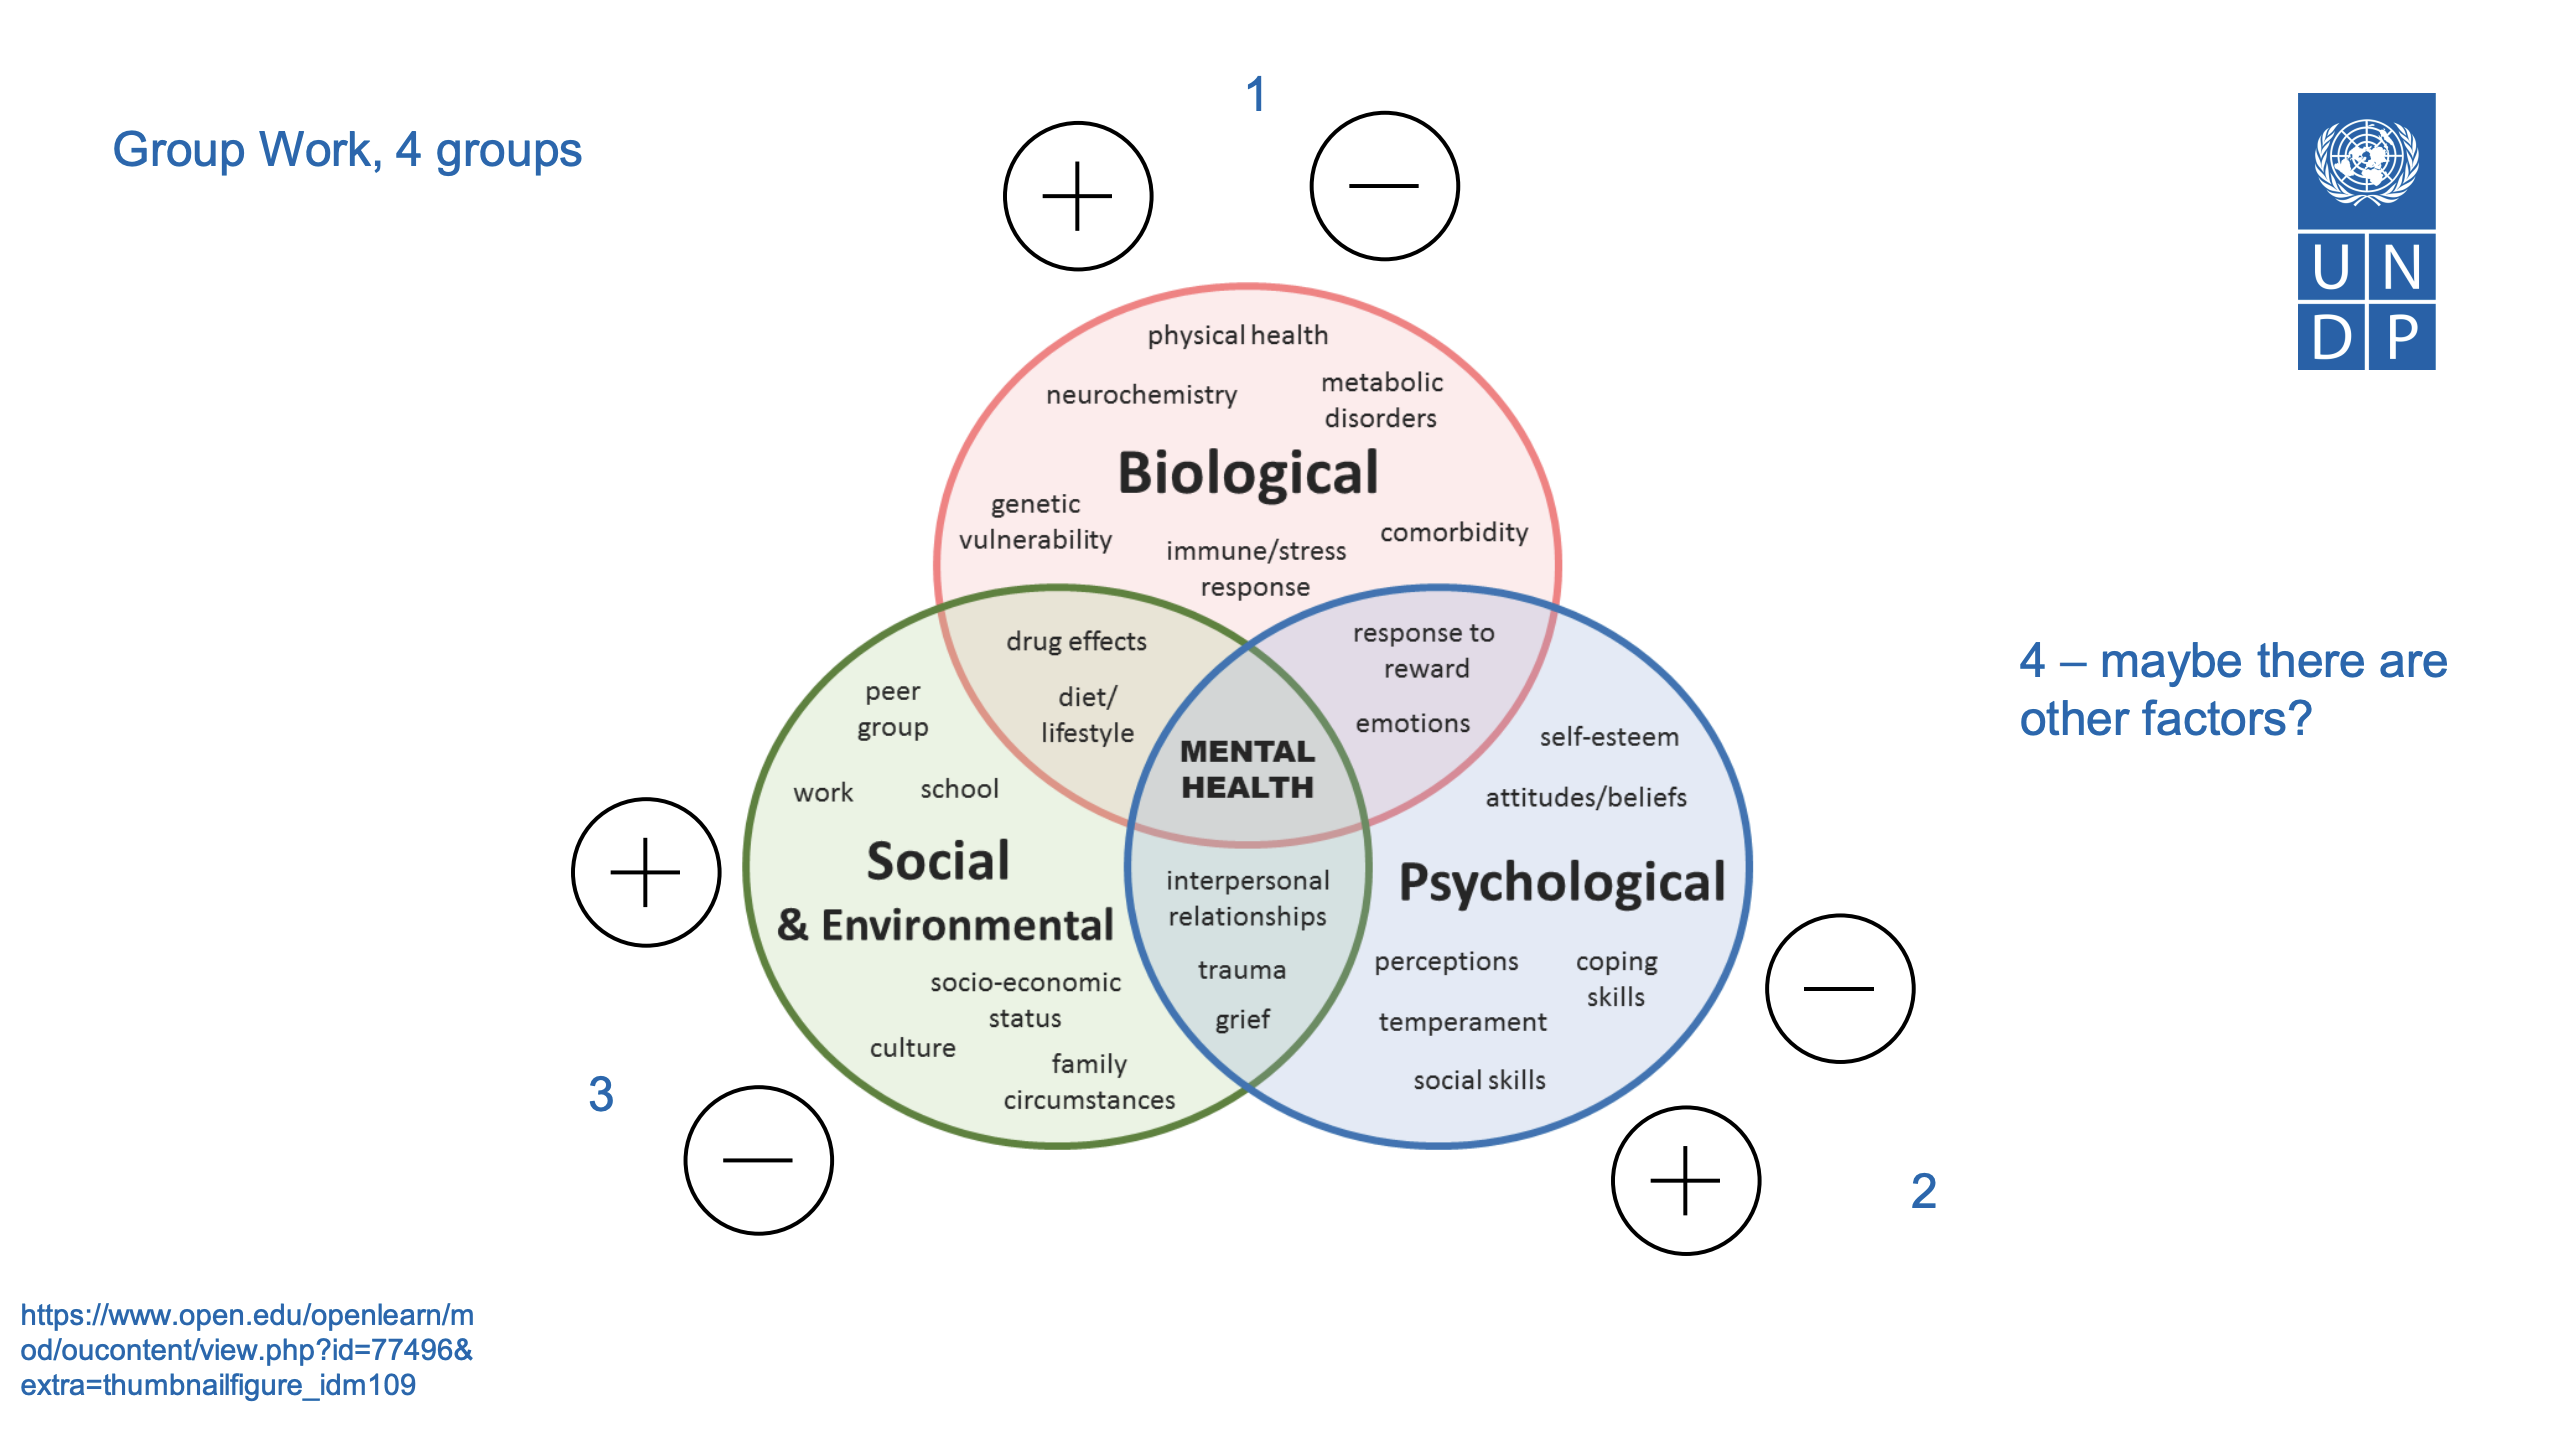 Group Work, 4 groups
1
U N
D P
physical health
neurochemistry
metabolic
disorders
Biological
genetic
vulnerability
immune/stress
response
comorbidity
drug effects
diet/
lifestyle
response to
reward
emotions
MENTAL
HEALTH
peer
group
work
school
Social
& Environmental
socio-economic
status
culture
family
circumstances
interpersonal
relationships
trauma
grief
self-esteem
attitudes/beliefs
Psychological
perceptions
coping
skills
temperament
social skills
4 – maybe there are
other factors?
3
2
https://www.open.edu/openlearn/m
od/oucontent/view.php?id=77496&
extra=thumbnailfigure_idm109